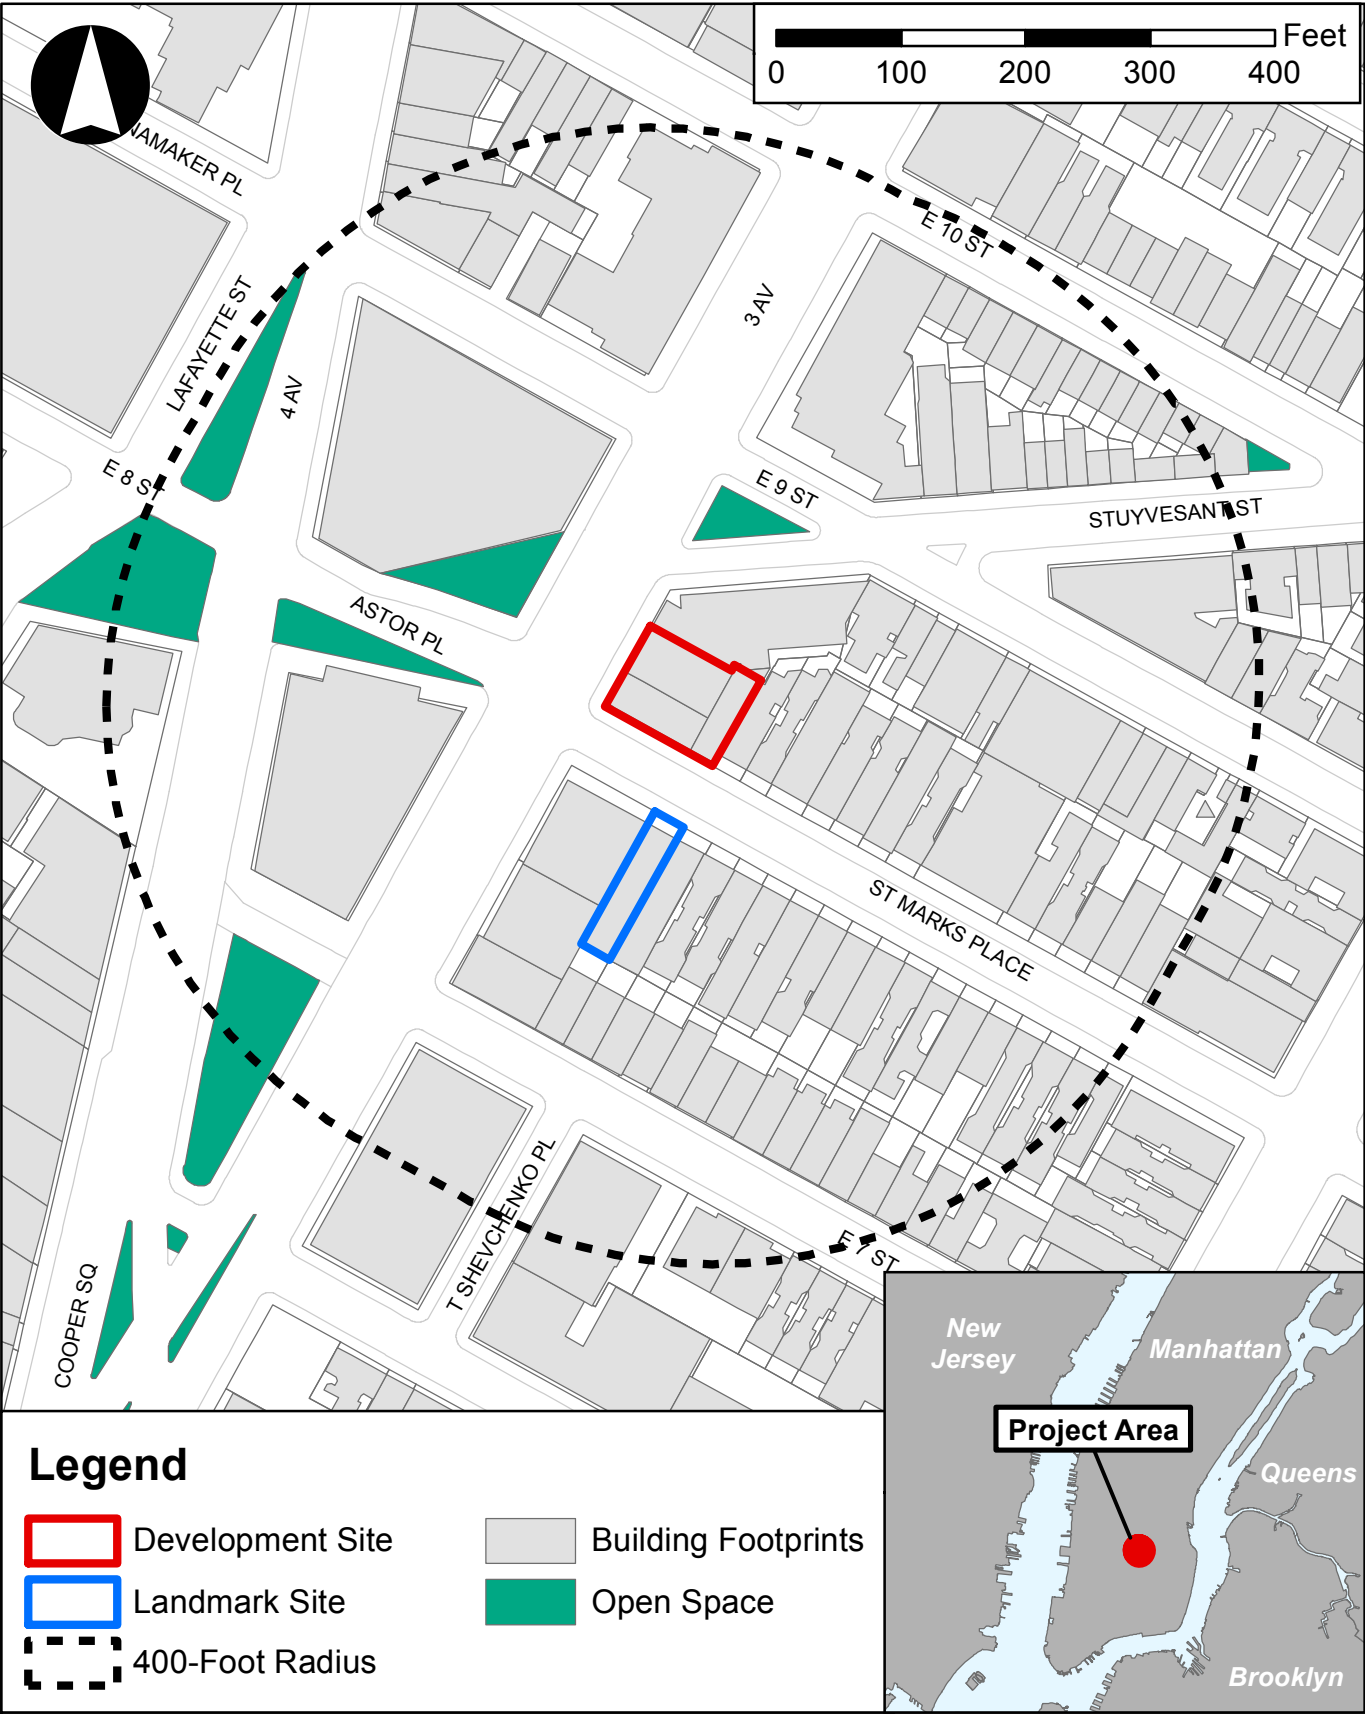 Feet
0 100 200 300 400
NAMAKER PL
LAFAYETTE ST
4 AV
3 AV
E 10 ST
E 8 ST
E 9 ST
STUYVESANT ST
ASTOR PL
ST MARKS PLACE
T SHEVCHENKO PL
E 7 ST
COOPER SQ
Legend
Development Site
Landmark Site
400-Foot Radius
Building Footprints
Open Space
New
Jersey
Manhattan
Project Area
Queens
Brooklyn